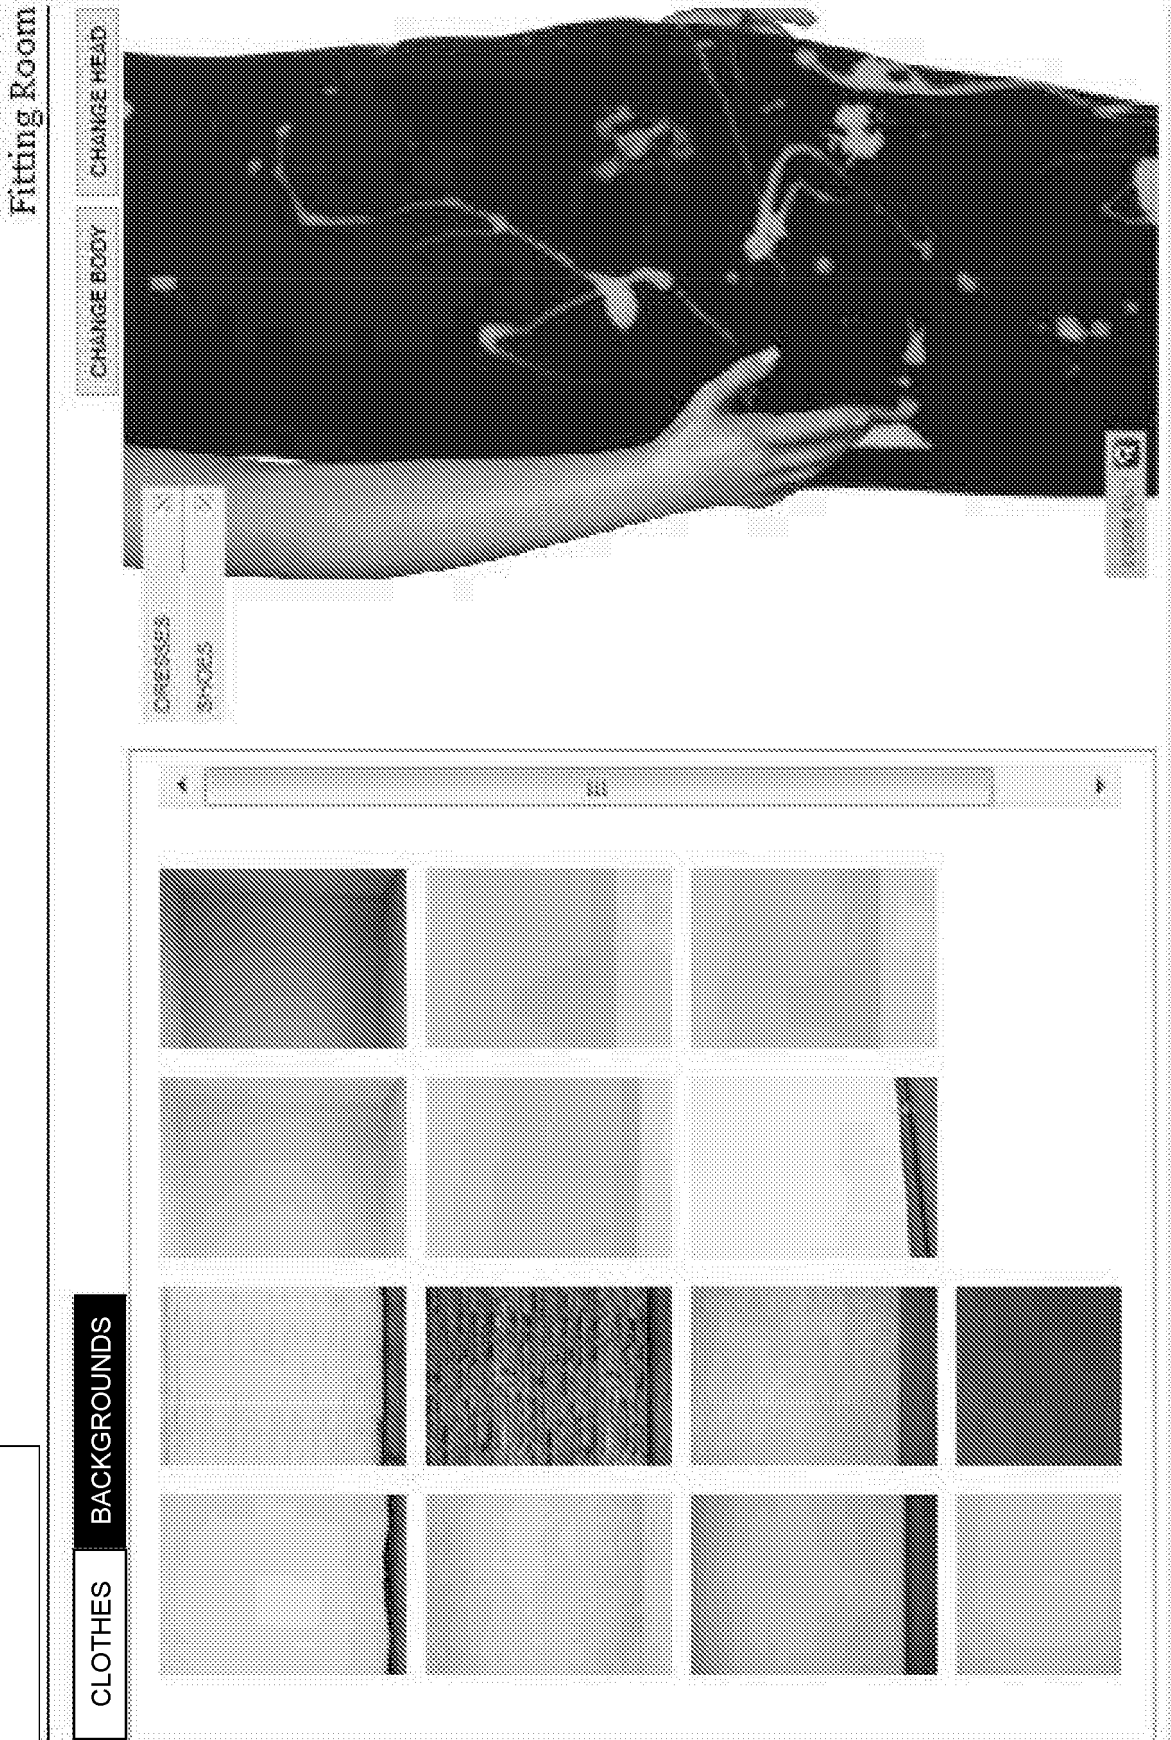 Fitting Room
CLOTHES
BACKGROUNDS
CHANGE BODY
CHANGE HEAD
DRESSES X
SHOES X